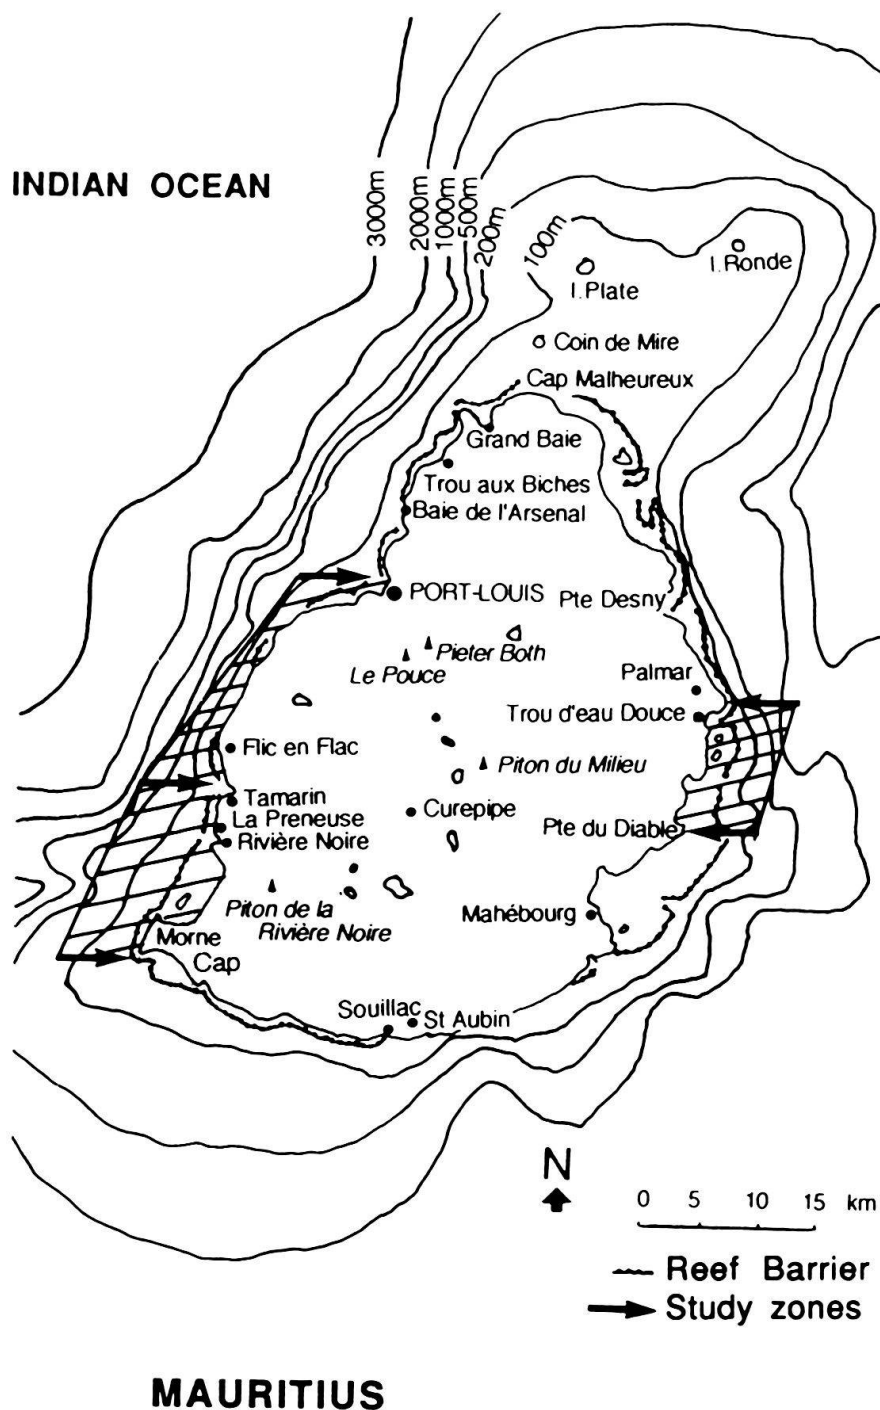 INDIAN OCEAN
3000m
2000m
1000m
500m
200m
100m
I.Ronde
I.Plate
Coin de Mire
Cap Malheureux
Grand Baie
Trou aux Biches
Baie de l'Arsenal
PORT-LOUIS
Pte Desny
Pieter Both
Le Pouce
Palmar
Trou d'eau Douce
Flic en Flac
Piton du Milieu
Tamarin
La Preneuse
Curepipe
Rivière Noire
Pte du Diable
Piton de la
Rivière Noire
Mahébourg
Morne
Cap
Souillac
St Aubin
N
0 5 10 15 km
Reef Barrier
Study zones
MAURITIUS